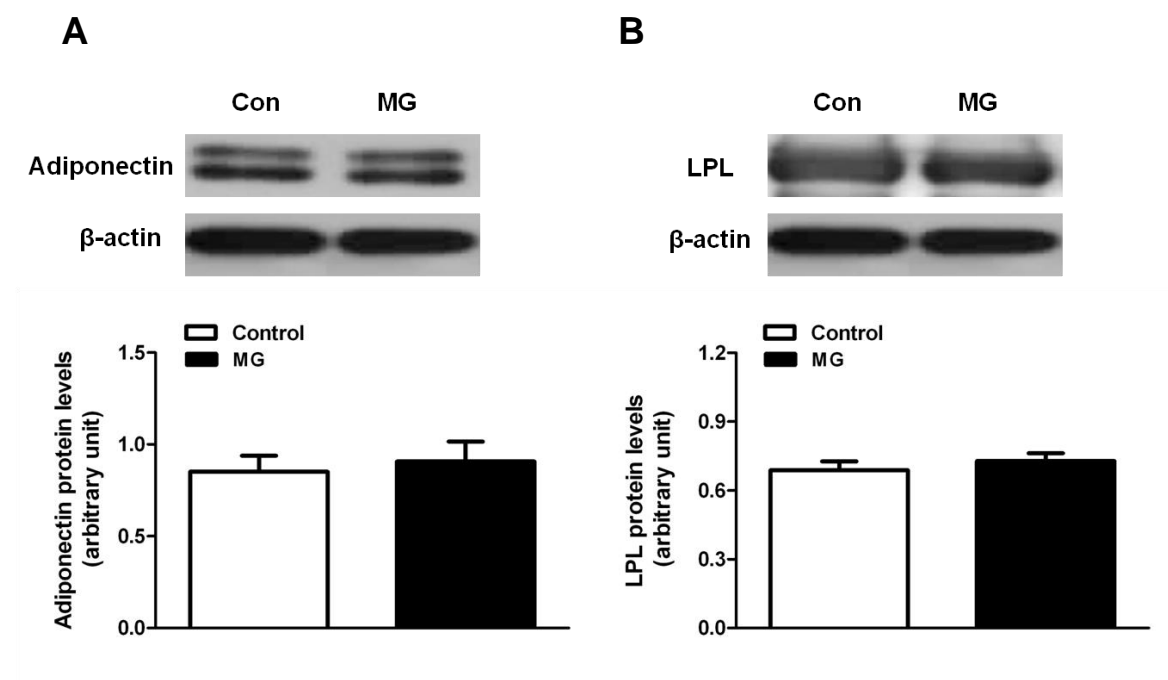 A
Con MG
Adiponectin
β-actin
Control
MG
Adiponectin protein levels
(arbitrary unit)
1.5
1.0
0.5
0.0
B
Con MG
LPL
β-actin
Control
MG
LPL protein levels
(arbitrary unit)
1.2
0.9
0.6
0.3
0.0